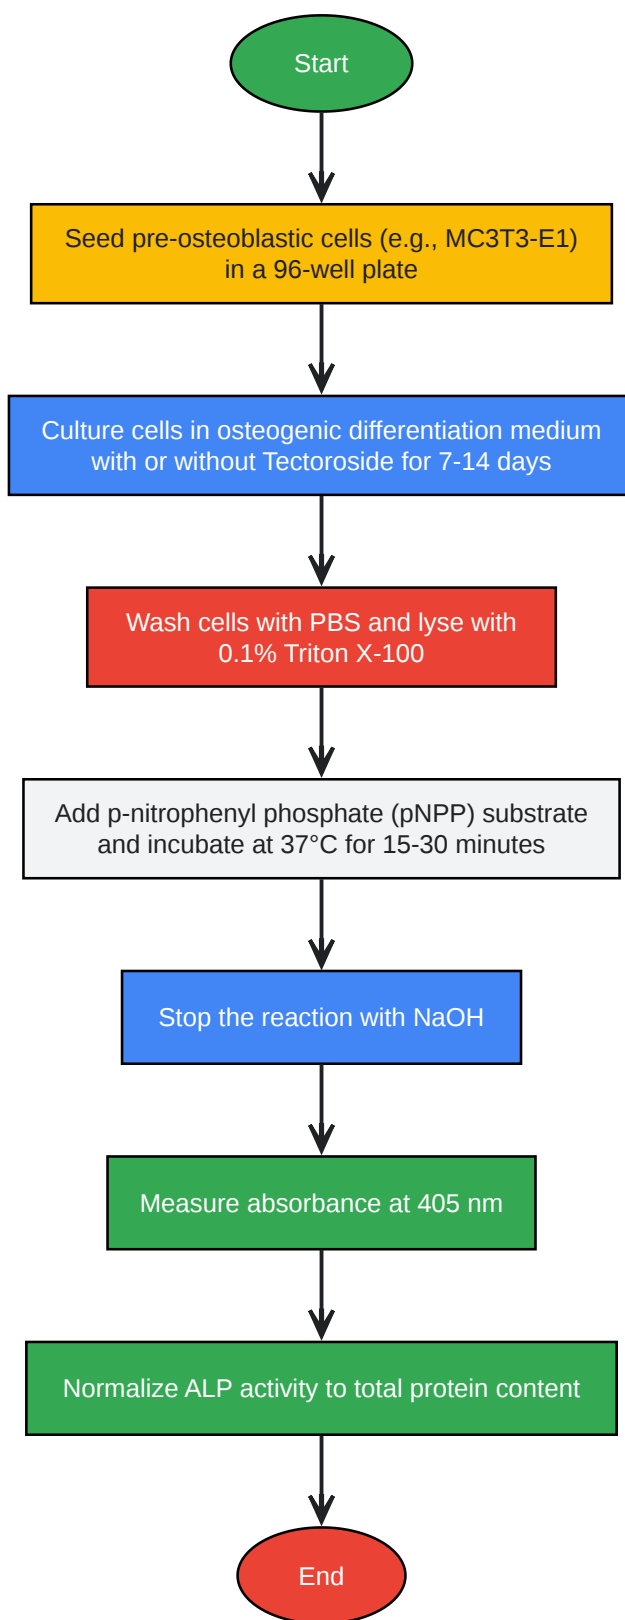 Start
Seed pre-osteoblastic cells (e.g., MC3T3-E1)
in a 96-well plate
Culture cells in osteogenic differentiation medium
with or without Tectoroside for 7-14 days
Wash cells with PBS and lyse with
0.1% Triton X-100
Add p-nitrophenyl phosphate (pNPP) substrate
and incubate at 37°C for 15-30 minutes
Stop the reaction with NaOH
Measure absorbance at 405 nm
Normalize ALP activity to total protein content
End